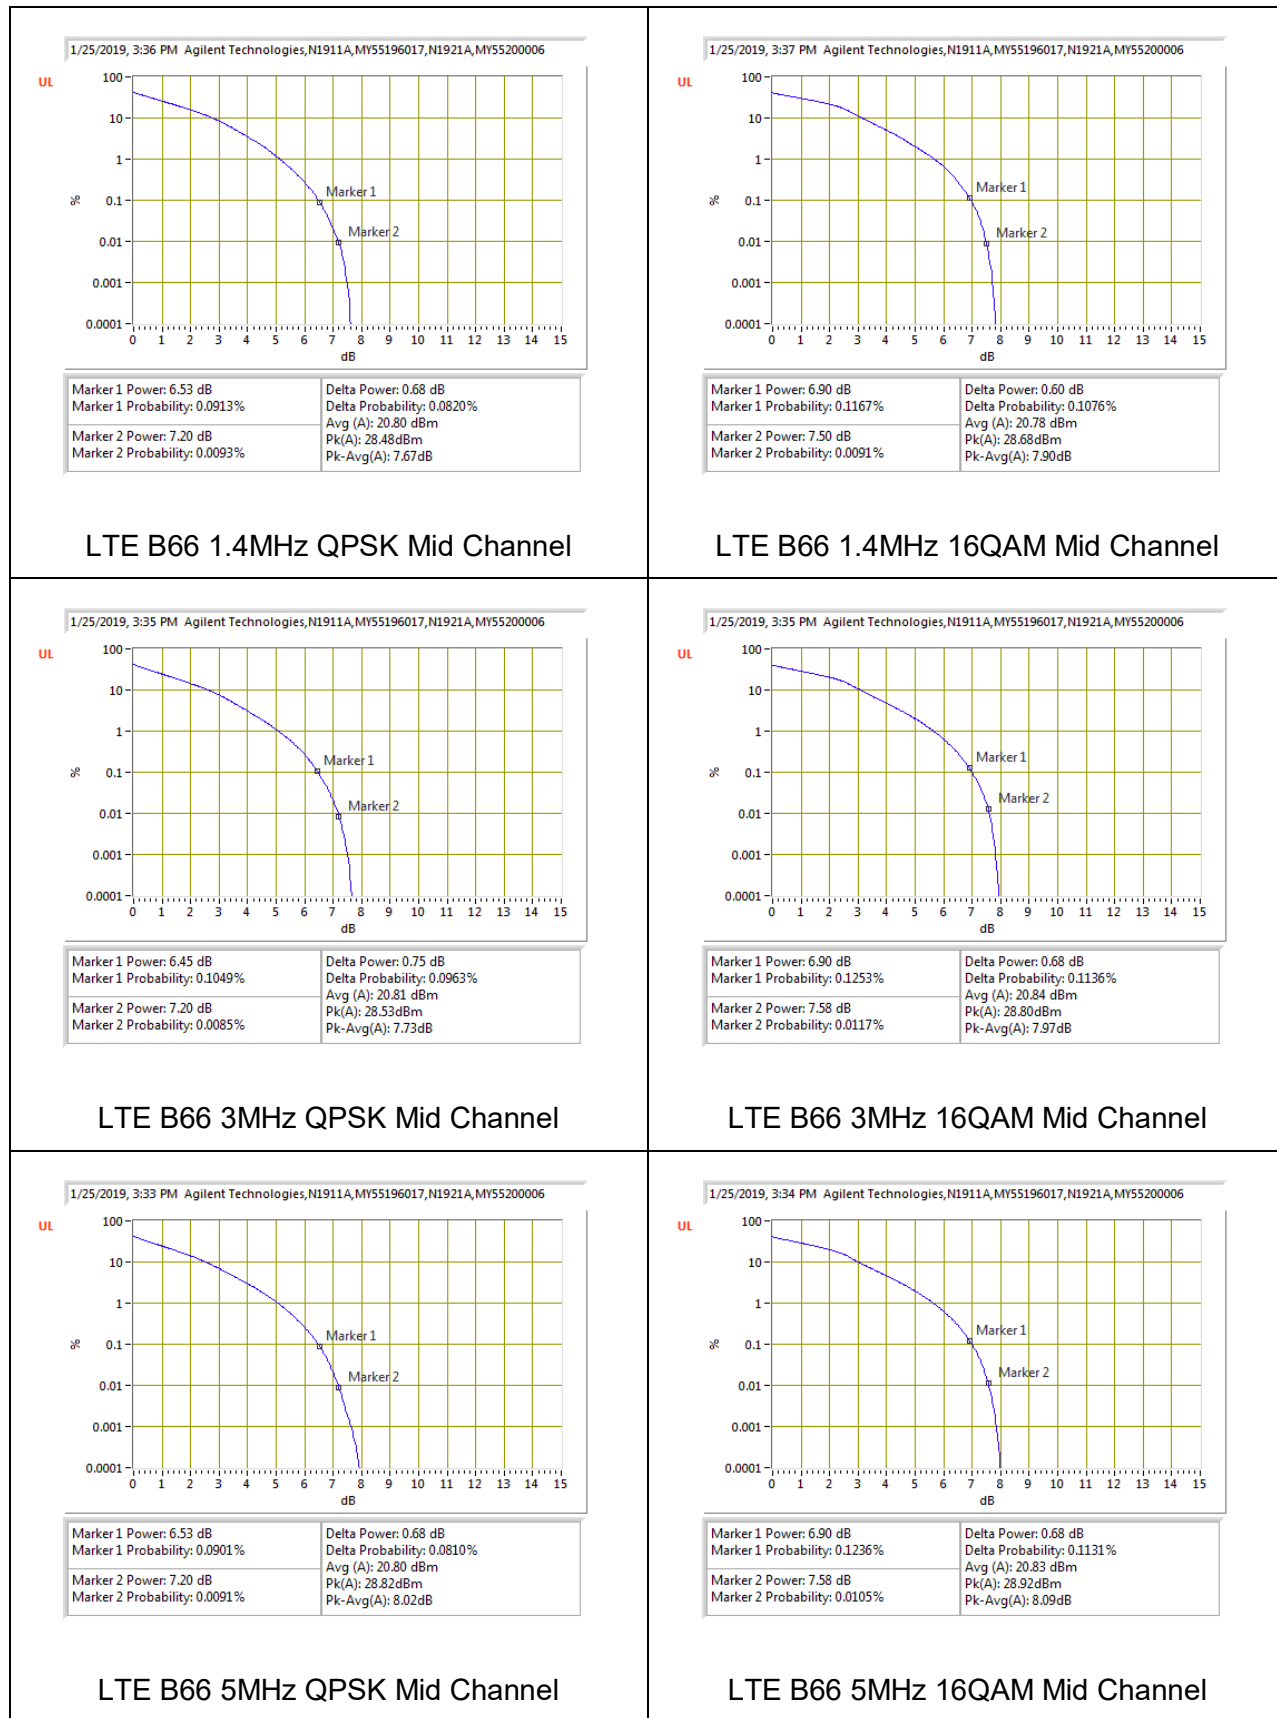 1/25/2019, 3:36 PM Agilent Technologies,N1911A,MY55196017,N1921A,MY55200006
UL
100
10
1
%
0.1
0.01
0.001
0.0001
Marker 1
Marker 2
0 1 2 3 4 5 6 7 8 9 10 11 12 13 14 15
dB
Marker 1 Power: 6.53 dB
Marker 1 Probability: 0.0913%
Marker 2 Power: 7.20 dB
Marker 2 Probability: 0.0093%
Delta Power: 0.68 dB
Delta Probability: 0.0820%
Avg (A): 20.80 dBm
Pk(A): 28.48dBm
Pk-Avg(A): 7.67dB
LTE B66 1.4MHz QPSK Mid Channel
1/25/2019, 3:37 PM Agilent Technologies,N1911A,MY55196017,N1921A,MY55200006
UL
100
10
1
%
0.1
0.01
0.001
0.0001
Marker 1
Marker 2
0 1 2 3 4 5 6 7 8 9 10 11 12 13 14 15
dB
Marker 1 Power: 6.90 dB
Marker 1 Probability: 0.1167%
Marker 2 Power: 7.50 dB
Marker 2 Probability: 0.0091%
Delta Power: 0.60 dB
Delta Probability: 0.1076%
Avg (A): 20.78 dBm
Pk(A): 28.68dBm
Pk-Avg(A): 7.90dB
LTE B66 1.4MHz 16QAM Mid Channel
1/25/2019, 3:35 PM Agilent Technologies,N1911A,MY55196017,N1921A,MY55200006
UL
100
10
1
%
0.1
0.01
0.001
0.0001
Marker 1
Marker 2
0 1 2 3 4 5 6 7 8 9 10 11 12 13 14 15
dB
Marker 1 Power: 6.45 dB
Marker 1 Probability: 0.1049%
Marker 2 Power: 7.20 dB
Marker 2 Probability: 0.0085%
Delta Power: 0.75 dB
Delta Probability: 0.0963%
Avg (A): 20.81 dBm
Pk(A): 28.53dBm
Pk-Avg(A): 7.73dB
LTE B66 3MHz QPSK Mid Channel
1/25/2019, 3:35 PM Agilent Technologies,N1911A,MY55196017,N1921A,MY55200006
UL
100
10
1
%
0.1
0.01
0.001
0.0001
Marker 1
Marker 2
0 1 2 3 4 5 6 7 8 9 10 11 12 13 14 15
dB
Marker 1 Power: 6.90 dB
Marker 1 Probability: 0.1253%
Marker 2 Power: 7.58 dB
Marker 2 Probability: 0.0117%
Delta Power: 0.68 dB
Delta Probability: 0.1136%
Avg (A): 20.84 dBm
Pk(A): 28.80dBm
Pk-Avg(A): 7.97dB
LTE B66 3MHz 16QAM Mid Channel
1/25/2019, 3:33 PM Agilent Technologies,N1911A,MY55196017,N1921A,MY55200006
UL
100
10
1
%
0.1
0.01
0.001
0.0001
Marker 1
Marker 2
0 1 2 3 4 5 6 7 8 9 10 11 12 13 14 15
dB
Marker 1 Power: 6.53 dB
Marker 1 Probability: 0.0901%
Marker 2 Power: 7.20 dB
Marker 2 Probability: 0.0091%
Delta Power: 0.68 dB
Delta Probability: 0.0810%
Avg (A): 20.80 dBm
Pk(A): 28.82dBm
Pk-Avg(A): 8.02dB
LTE B66 5MHz QPSK Mid Channel
1/25/2019, 3:34 PM Agilent Technologies,N1911A,MY55196017,N1921A,MY55200006
UL
100
10
1
%
0.1
0.01
0.001
0.0001
Marker 1
Marker 2
0 1 2 3 4 5 6 7 8 9 10 11 12 13 14 15
dB
Marker 1 Power: 6.90 dB
Marker 1 Probability: 0.1236%
Marker 2 Power: 7.58 dB
Marker 2 Probability: 0.0105%
Delta Power: 0.68 dB
Delta Probability: 0.1131%
Avg (A): 20.83 dBm
Pk(A): 28.92dBm
Pk-Avg(A): 8.09dB
LTE B66 5MHz 16QAM Mid Channel